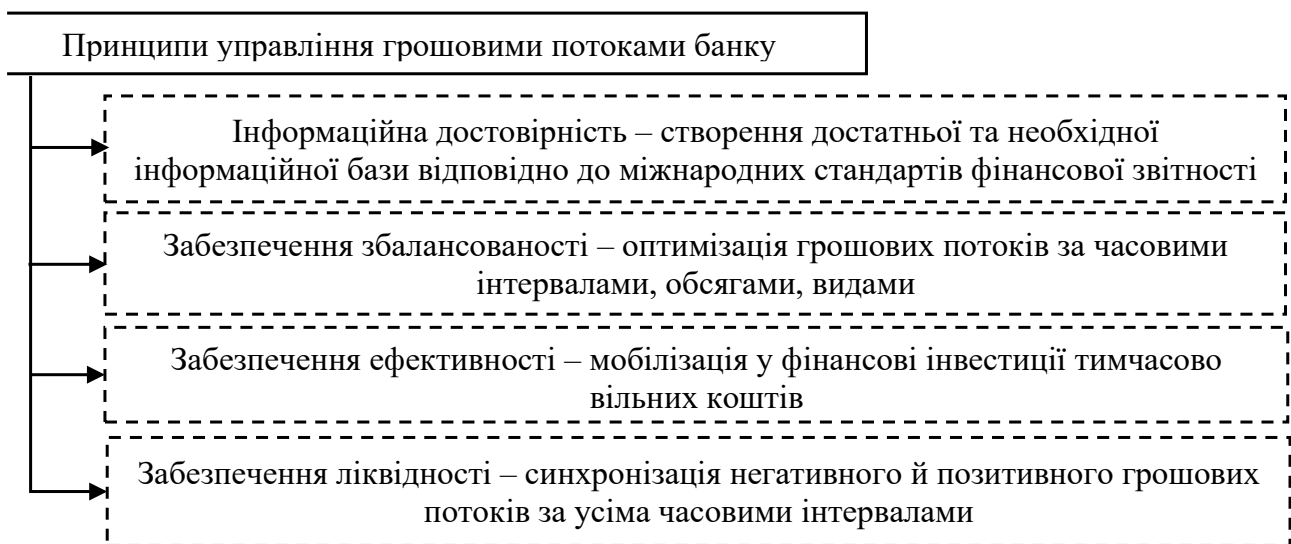 Принципи управління грошовими потоками банку
Інформаційна достовірність – створення достатньої та необхідної
інформаційної бази відповідно до міжнародних стандартів фінансової звітності
Забезпечення збалансованості – оптимізація грошових потоків за часовими
інтервалами, обсягами, видами
Забезпечення ефективності – мобілізація у фінансові інвестиції тимчасово
вільних коштів
Забезпечення ліквідності – синхронізація негативного й позитивного грошових
потоків за усіма часовими інтервалами